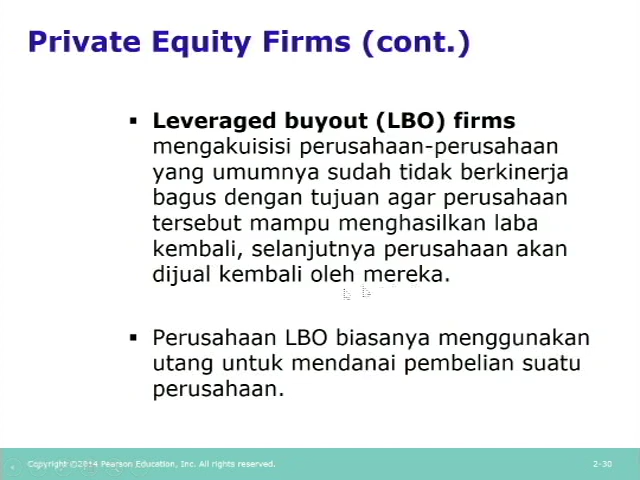 Private Equity Firms (cont.)
▪ Leveraged buyout (LBO) firms
mengakuisisi perusahaan-perusahaan
yang umumnya sudah tidak berkinerja
bagus dengan tujuan agar perusahaan
tersebut mampu menghasilkan laba
kembali, selanjutnya perusahaan akan
dijual kembali oleh mereka.
▪ Perusahaan LBO biasanya menggunakan
utang untuk mendanai pembelian suatu
perusahaan.
Copyright ©2014 Pearson Education, Inc. All rights reserved.
2-30